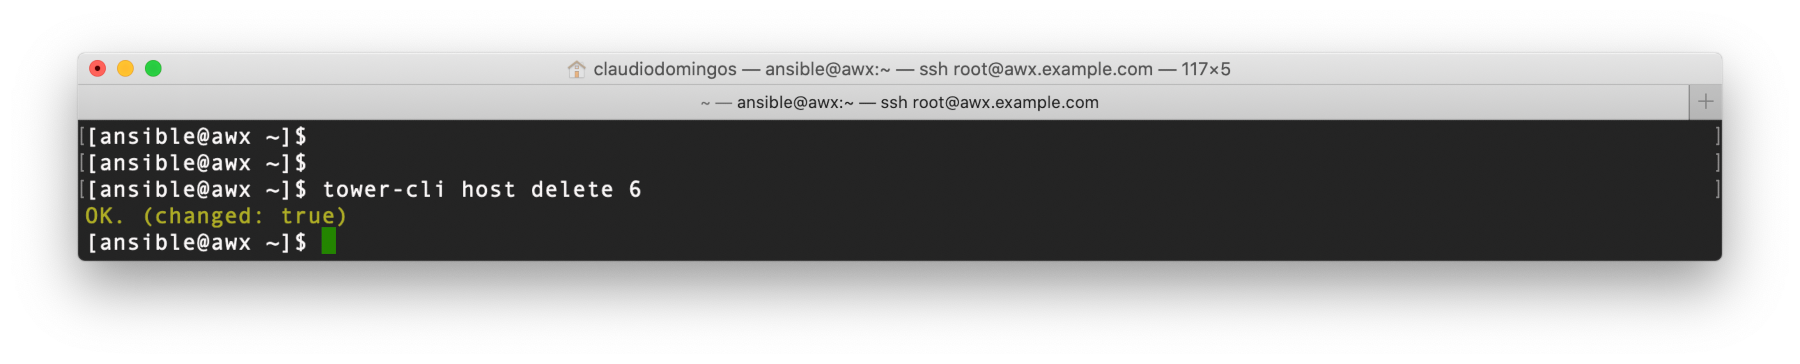 claudiodomingos — ansible@awx:~ — ssh root@awx.example.com — 117×5
~ — ansible@awx:~ — ssh root@awx.example.com
+
[[ansible@awx ~]$ ]
[[ansible@awx ~]$ ]
[[ansible@awx ~]$ tower-cli host delete 6 ]
OK. (changed: true)
[ansible@awx ~]$